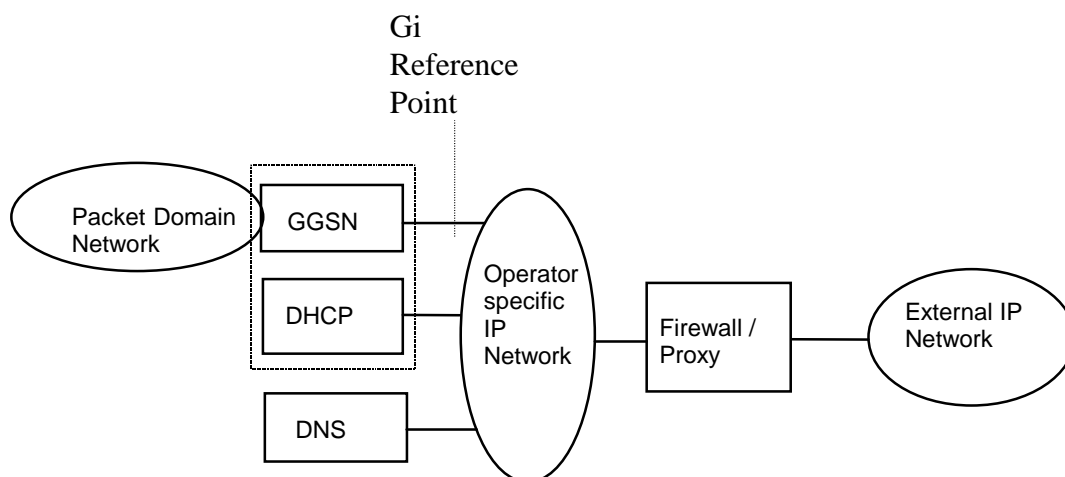 Gi
Reference
Point
Packet Domain
Network
GGSN
DHCP
DNS
Operator
specific
IP
Network
Firewall /
Proxy
External IP
Network